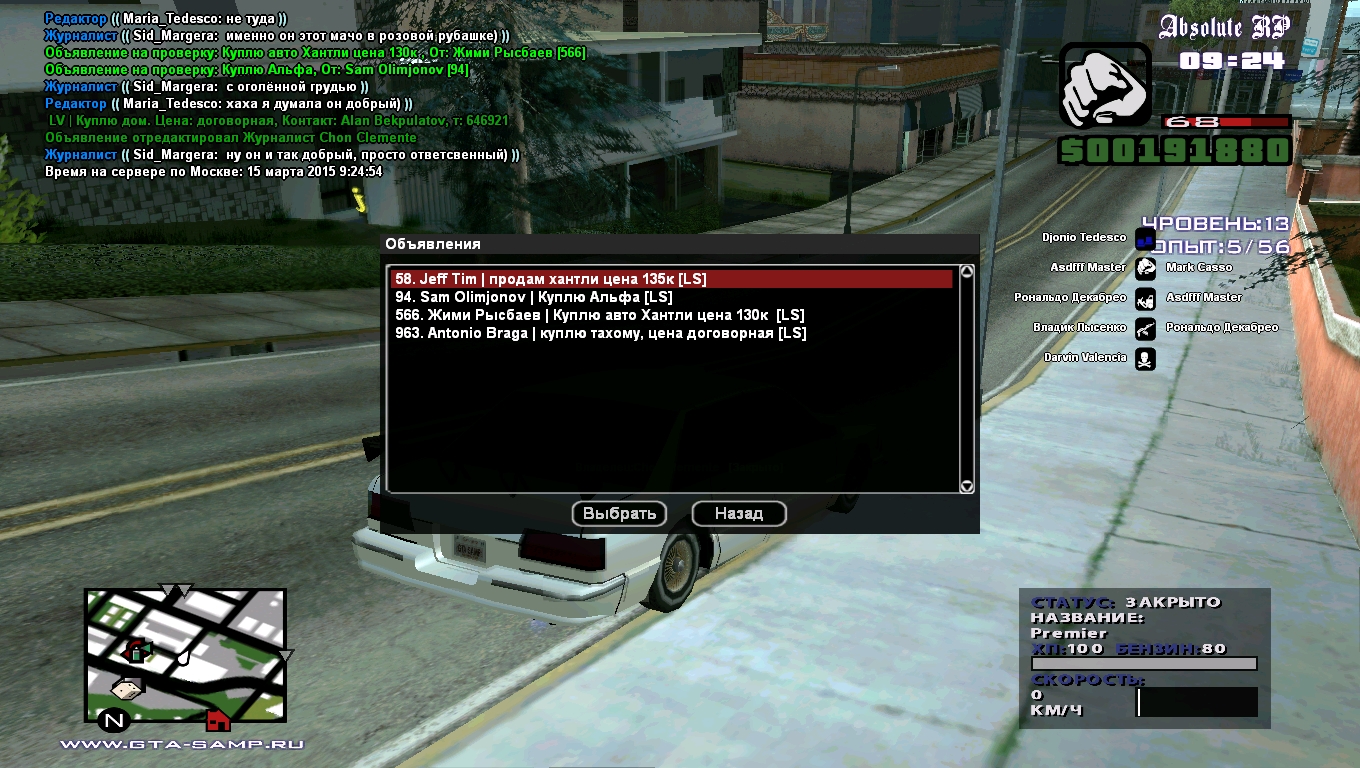 Редактор (( Maria_Tedesco: не туда ))
Журналист (( Sid_Margera:  именно он этот мачо в розовой рубашке) ))
Объявление на проверку: Куплю авто Хантли цена 130к , От: Жими Рысбаев [566]
Объявление на проверку: Куплю Альфа, От: Sam Olimjonov [94]
Журналист (( Sid_Margera:  с оголённой грудью ))
Редактор (( Maria_Tedesco: хаха я думала он добрый) ))
LV | Куплю дом. Цена: договорная, Контакт: Alan Bekpulatov, т: 646921
Объявление отредактировал Журналист Chon Clemente
Журналист (( Sid_Margera:  ну он и так добрый, просто ответсвенный) ))
Время на сервере по Москве: 15 марта 2015 9:24:54
Absolute RP
09:24
68
$00191880
УРОВЕНЬ:13
ОПЫТ:5/56
Djonio Tedesco
Asdfff Master Mark Casso
Рональдо Декабрео Asdfff Master
Владик Лысенко Рональдо Декабрео
Darvin Valencia
Объявления
58. Jeff Tim | продам хантли цена 135к [LS]
94. Sam Olimjonov | Куплю Альфа [LS]
566. Жими Рысбаев | Куплю авто Хантли цена 130к  [LS]
963. Antonio Braga | куплю тахому, цена договорная [LS]
Выбрать Назад
СТАТУС: ЗАКРЫТО
НАЗВАНИЕ:
Premier
ХП:100 БЕНЗИН:80
СКОРОСТЬ:
0
КМ/Ч
N
WWW.GTA-SAMP.RU